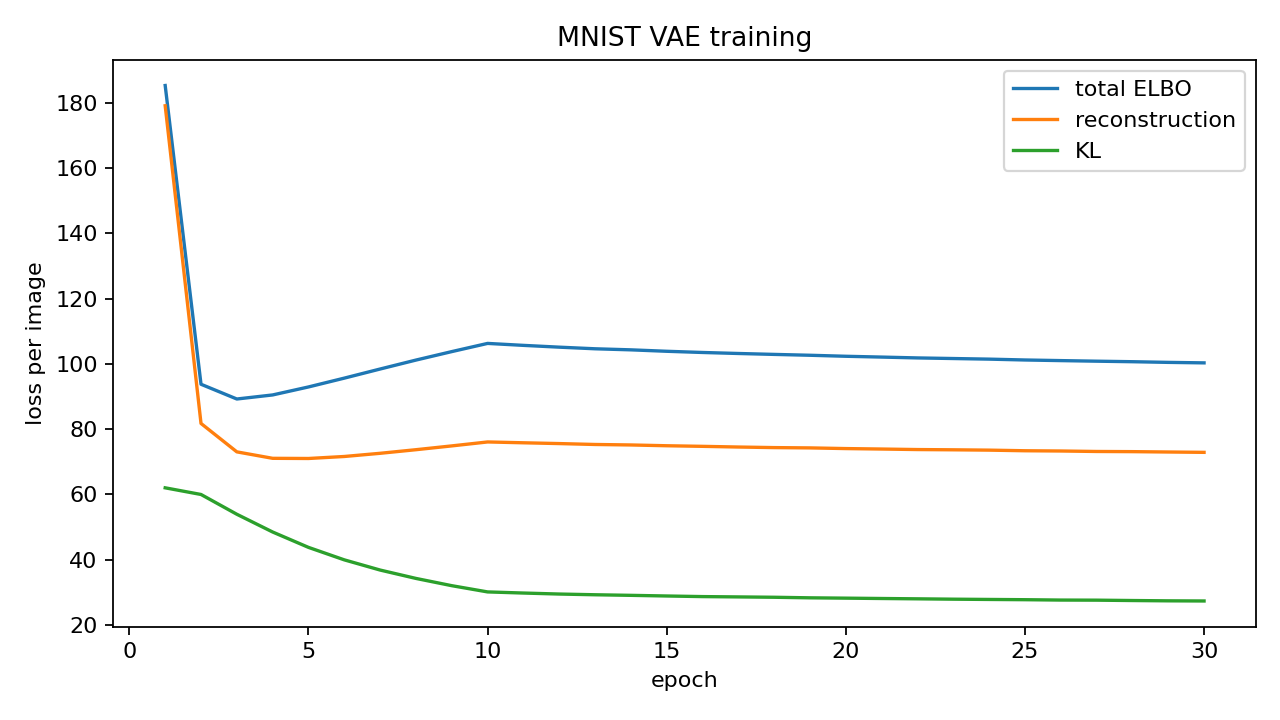 MNIST VAE training
total ELBO
reconstruction
KL
loss per image
180
160
140
120
100
80
60
40
20
0 5 10 15 20 25 30
epoch